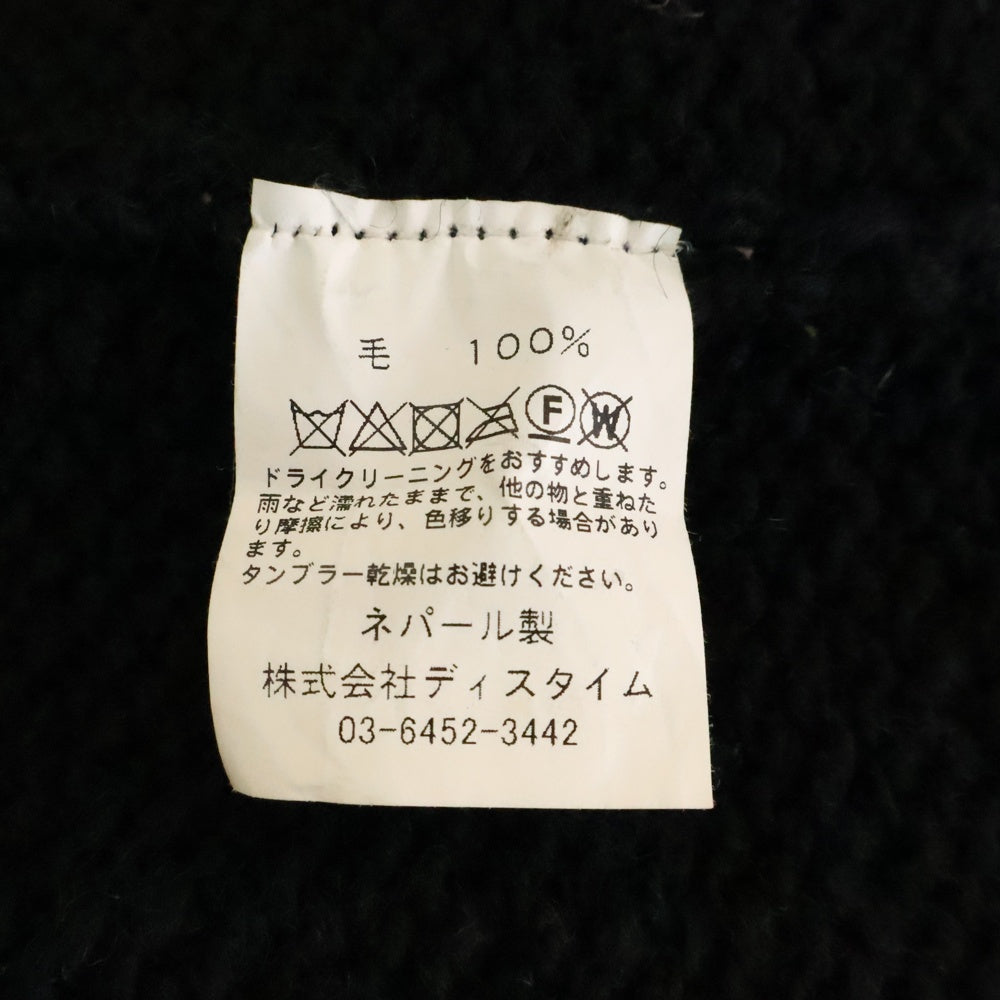 毛 100%
F W
ドライクリーニングをおすすめします。
雨など濡れたままで、他の物と重ねた
り摩擦により、色移りする場合があり
ます。
タンブラー乾燥はお避けください。
ネパール製
株式会社ディスタイム
03-6452-3442